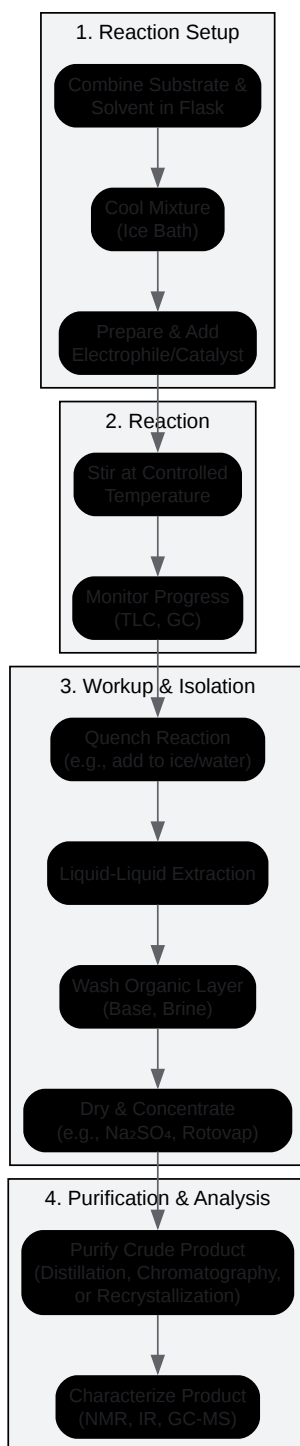 1. Reaction Setup
Combine Substrate &
Solvent in Flask
Cool Mixture
(Ice Bath)
Prepare & Add
Electrophile/Catalyst
2. Reaction
Stir at Controlled
Temperature
Monitor Progress
(TLC, GC)
3. Workup & Isolation
Quench Reaction
(e.g., add to ice/water)
Liquid-Liquid Extraction
Wash Organic Layer
(Base, Brine)
Dry & Concentrate
(e.g., Na₂SO₄, Rotovap)
4. Purification & Analysis
Purify Crude Product
(Distillation, Chromatography,
or Recrystallization)
Characterize Product
(NMR, IR, GC-MS)